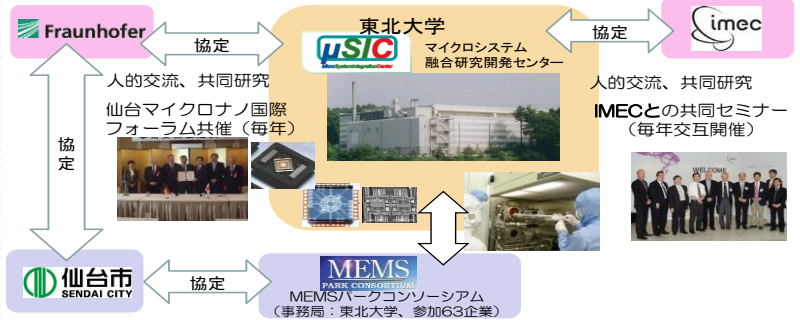 Fraunhofer
協定
東北大学
μSIC
MicroSystemIntegrationCenter
マイクロシステム
融合研究開発センター
協定
imec
人的交流、共同研究
仙台マイクロナノ国際
フォーラム共催（毎年）
人的交流、共同研究
IMECとの共同セミナー
（毎年交互開催）
協定
WELCOME
仙台市
SENDAI CITY
協定
MEMS
PARK CONSORTIUM
MEMSパークコンソーシアム
（事務局：東北大学、参加63企業）